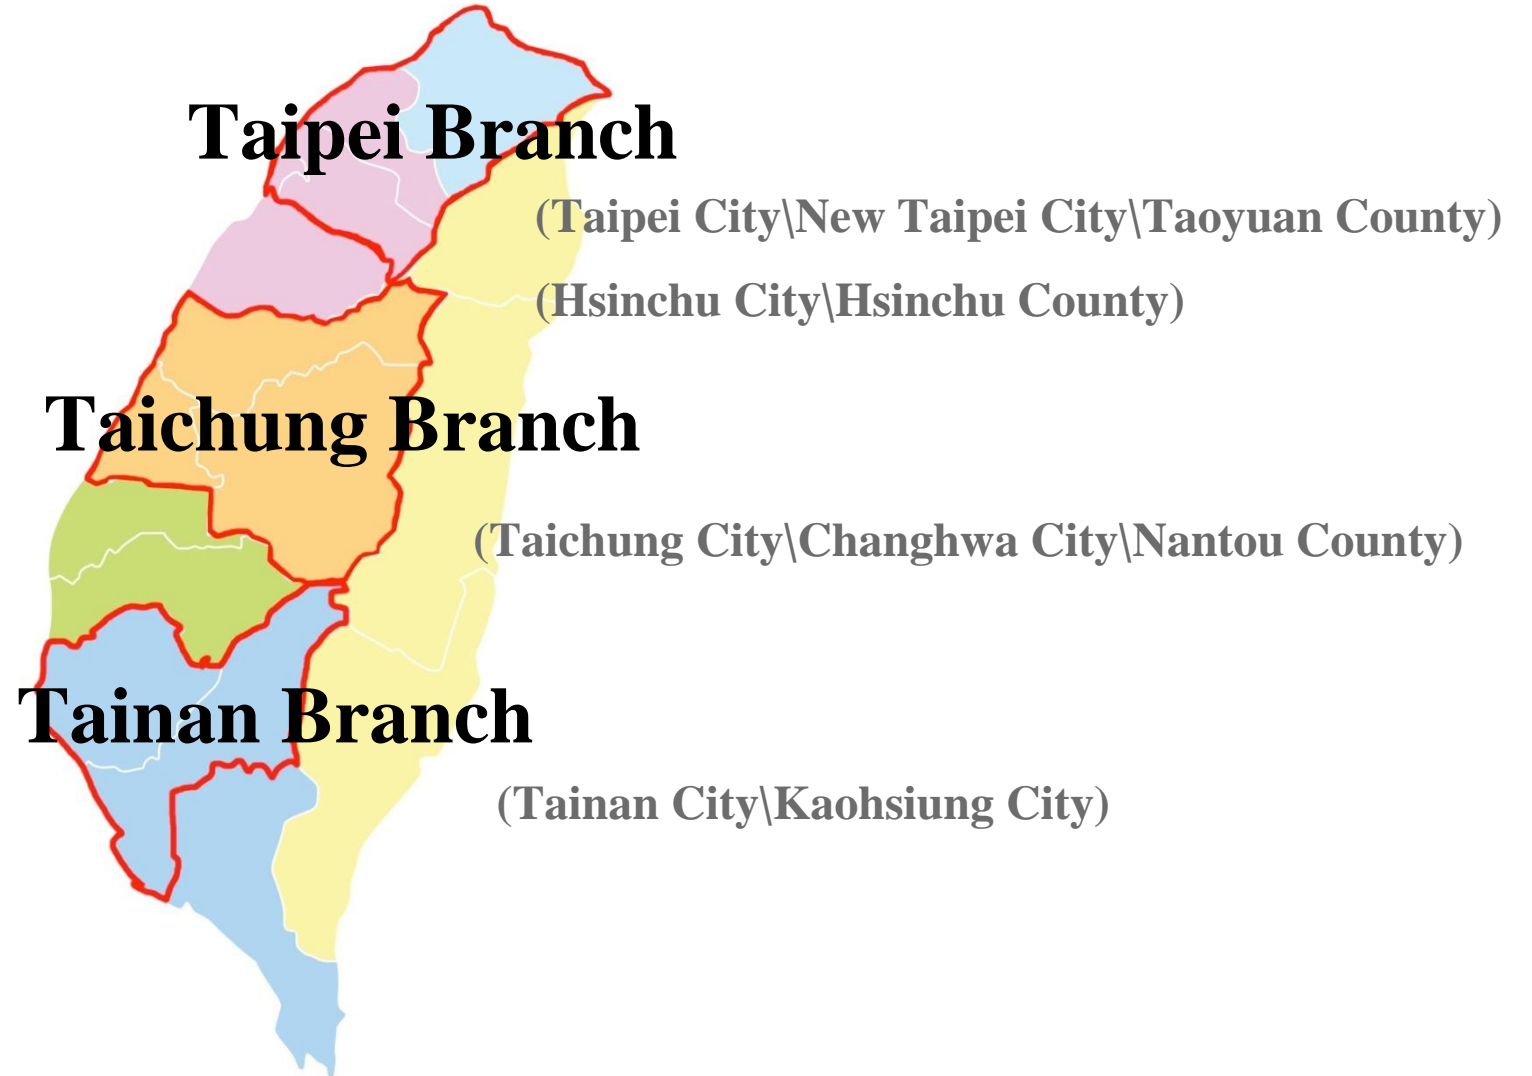 Taipei Branch
(Taipei City\New Taipei City\Taoyuan County)
(Hsinchu City\Hsinchu County)
Taichung Branch
(Taichung City\Changhwa City\Nantou County)
Tainan Branch
(Tainan City\Kaohsiung City)